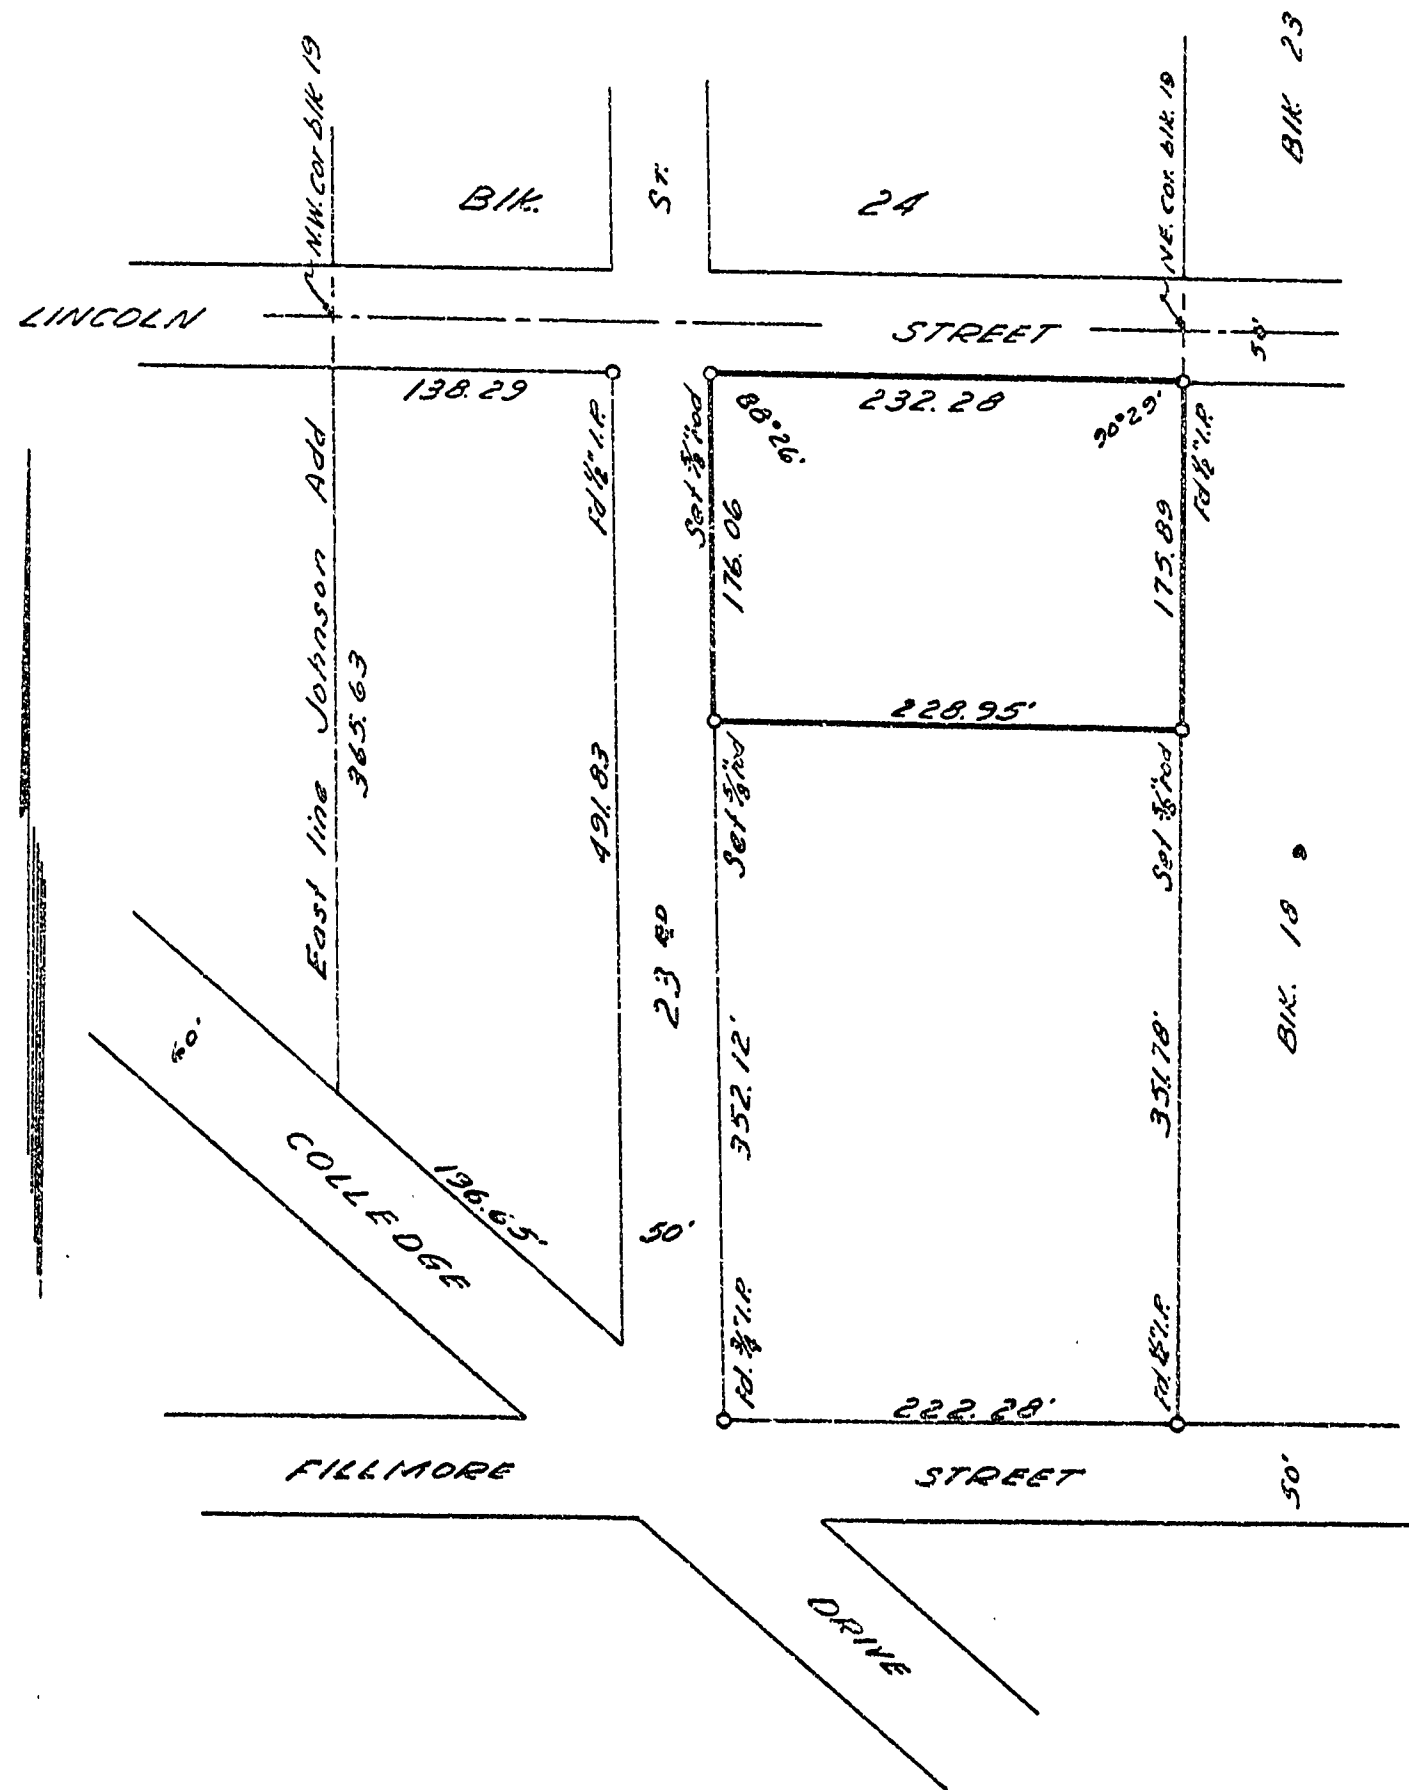 N.W. cor blk 19
Blk.
ST.
24
N.E. cor. blk. 19
Blk 23
LINCOLN
STREET
50'
138.29
232.28
88°26'
90°29'
Fd ½" I.P.
Set ⅝" rod
Fd ½" I.P.
176.06
175.89
East line Johnson Add
365.63
491.83
228.95'
Set ⅝" rod
Set ⅝" rod
23 RD
Blk. 18
60'
352.12'
351.78'
COLLEDGE
136.65'
50'
Fd. ¾" I.P.
Fd ½" I.P.
222.28'
FILLMORE
STREET
50'
DRIVE